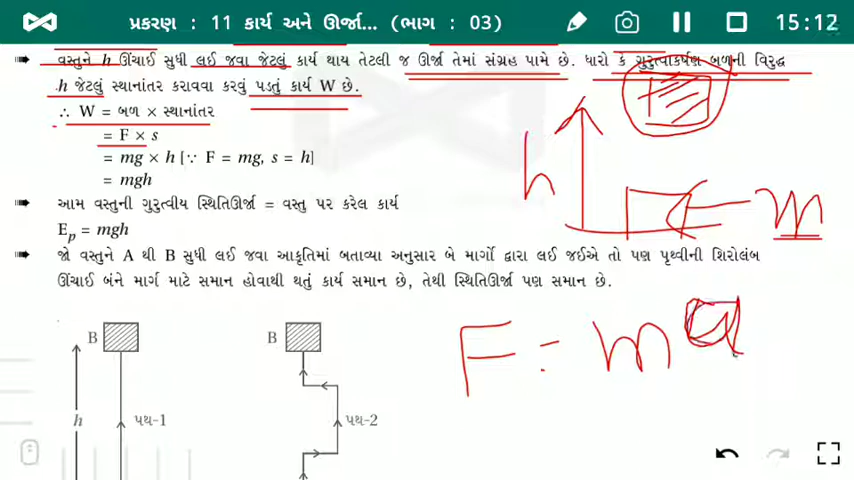 પ્રકરણ : 11 કાર્ય અને ઊર્જા... (ભાગ : 03)
15:12
➠ વસ્તુને h ઊંચાઈ સુધી લઈ જવા જેટલું કાર્ય થાય તેટલી જ ઊર્જા તેમાં સંગ્રહ પામે છે. ધારો કે ગુરુત્વાકર્ષણ બળની વિરુદ્ધ
h જેટલું સ્થાનાંતર કરાવવા કરવું પડતું કાર્ય W છે.
∴ W = બળ × સ્થાનાંતર
= F × s
= mg × h [∵ F = mg, s = h]
= mgh
h
m
➠ આમ વસ્તુની ગુરુત્વીય સ્થિતિઊર્જા = વસ્તુ પર કરેલ કાર્ય
Eₚ = mgh
➠ જો વસ્તુને A થી B સુધી લઈ જવા આકૃતિમાં બતાવ્યા અનુસાર બે માર્ગો દ્વારા લઈ જઈએ તો પણ પૃથ્વીની શિરોલંબ
ઊંચાઈ બંને માર્ગ માટે સમાન હોવાથી થતું કાર્ય સમાન છે, તેથી સ્થિતિઊર્જા પણ સમાન છે.
F = ma
B
B
h
પથ-1
પથ-2